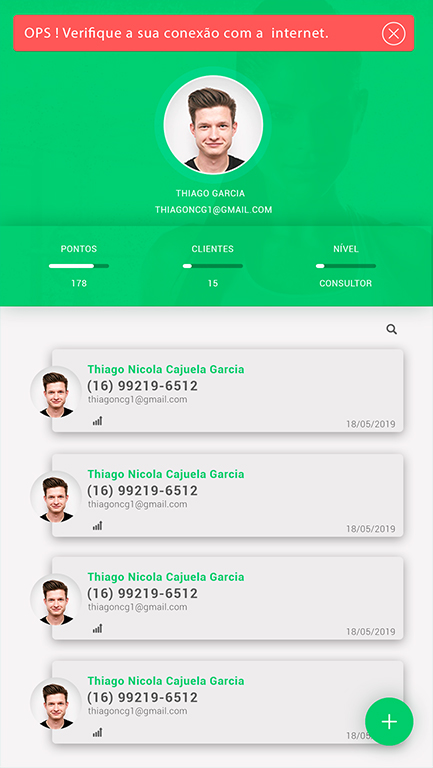 OPS ! Verifique a sua conexão com a internet.
THIAGO GARCIA
THIAGONCG1@GMAIL.COM
PONTOS CLIENTES NÍVEL
178 15 CONSULTOR
Thiago Nicola Cajuela Garcia
(16) 99219-6512
thiagoncg1@gmail.com
18/05/2019
Thiago Nicola Cajuela Garcia
(16) 99219-6512
thiagoncg1@gmail.com
18/05/2019
Thiago Nicola Cajuela Garcia
(16) 99219-6512
thiagoncg1@gmail.com
18/05/2019
Thiago Nicola Cajuela Garcia
(16) 99219-6512
thiagoncg1@gmail.com